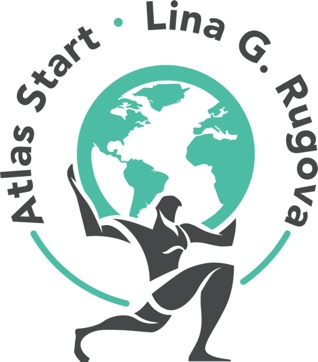 Atlas Start • Lina G. Rugova